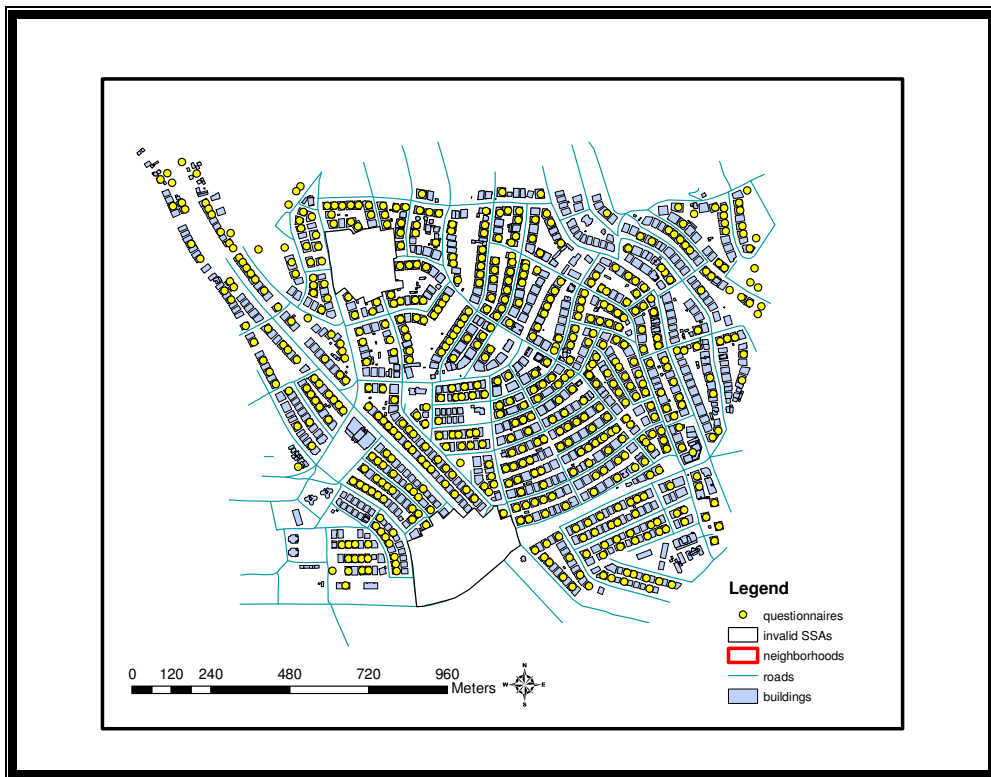 Legend
questionnaires
invalid SSAs
neighborhoods
roads
buildings
0 120 240 480 720 960
Meters
N
W E
S